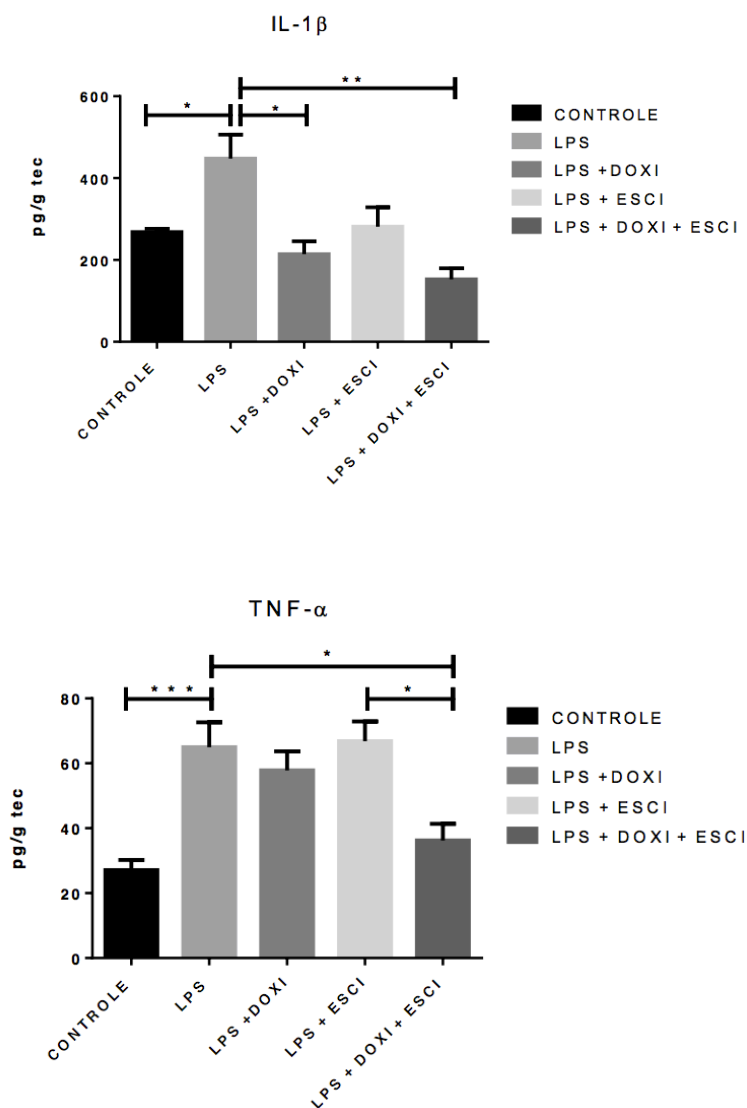 IL-1β
* *
*
*
600
400
200
0
pg/g tec
CONTROLE
LPS
LPS +DOXI
LPS + ESCI
LPS + DOXI + ESCI
CONTROLE
LPS
LPS +DOXI
LPS + ESCI
LPS + DOXI + ESCI
TNF-α
*
* * *
*
80
60
40
20
0
pg/g tec
CONTROLE
LPS
LPS +DOXI
LPS + ESCI
LPS + DOXI + ESCI
CONTROLE
LPS
LPS +DOXI
LPS + ESCI
LPS + DOXI + ESCI